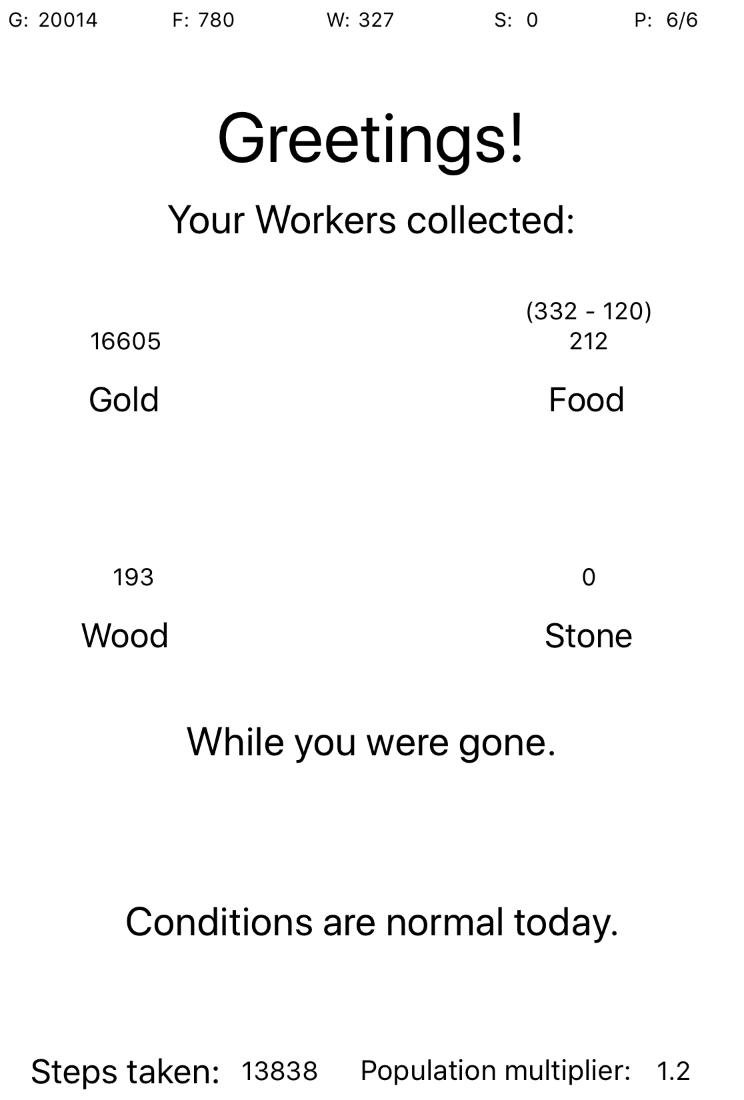 G: 20014 F: 780 W: 327 S: 0 P: 6/6
Greetings!
Your Workers collected:
(332 - 120)
16605 212
Gold Food
193 0
Wood Stone
While you were gone.
Conditions are normal today.
Steps taken: 13838 Population multiplier: 1.2